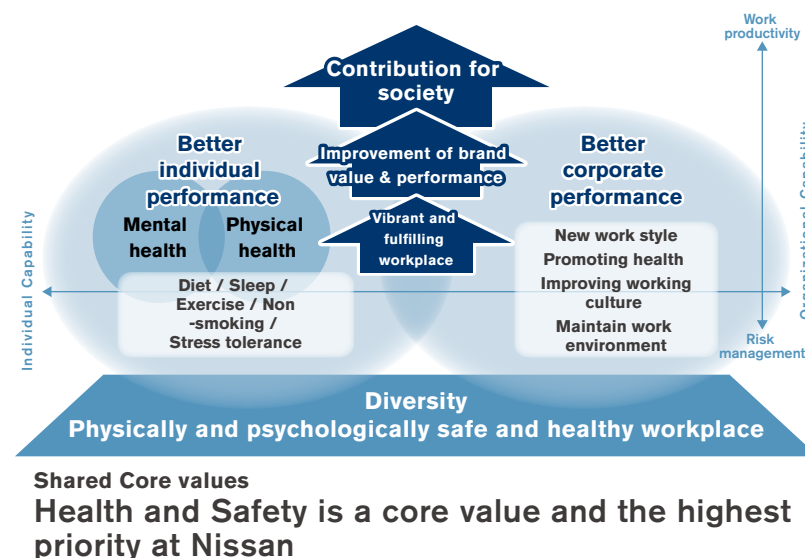 Work
productivity
Contribution for
society
Better
individual
performance
Improvement of brand
value & performance
Better
corporate
performance
Mental
health
Physical
health
Vibrant and
fulfilling
workplace
New work style
Promoting health
Improving working
culture
Maintain work
environment
Diet / Sleep /
Exercise / Non
-smoking /
Stress tolerance
Individual Capability
Organizational Capability
Risk
management
Diversity
Physically and psychologically safe and healthy workplace
Shared Core values
Health and Safety is a core value and the highest
priority at Nissan